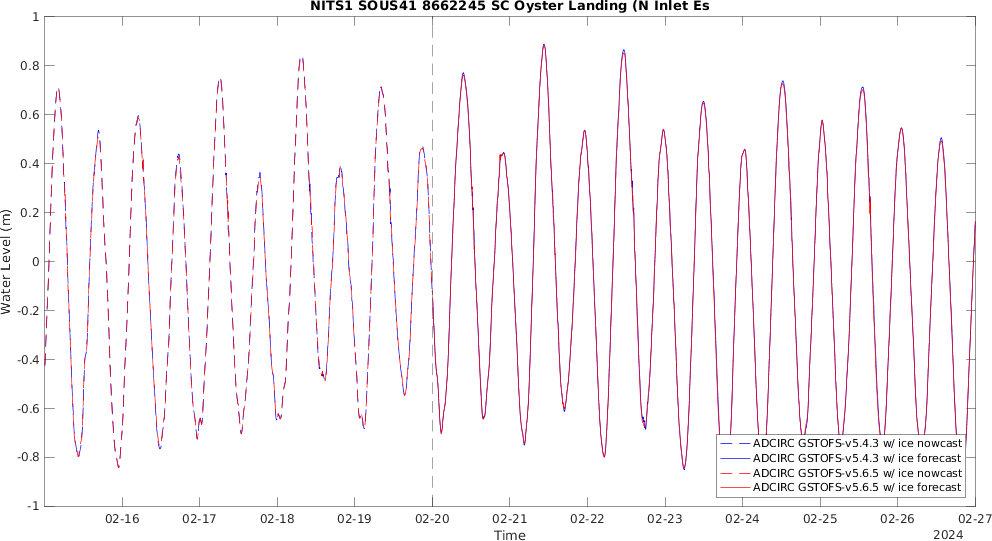 NITS1 SOUS41 8662245 SC Oyster Landing (N Inlet Es
1
0.8
0.6
0.4
0.2
0
-0.2
-0.4
-0.6
-0.8
-1
Water Level (m)
ADCIRC GSTOFS-v5.4.3 w/ ice nowcast
ADCIRC GSTOFS-v5.4.3 w/ ice forecast
ADCIRC GSTOFS-v5.6.5 w/ ice nowcast
ADCIRC GSTOFS-v5.6.5 w/ ice forecast
02-16 02-17 02-18 02-19 02-20 02-21 02-22 02-23 02-24 02-25 02-26 02-27
Time
2024